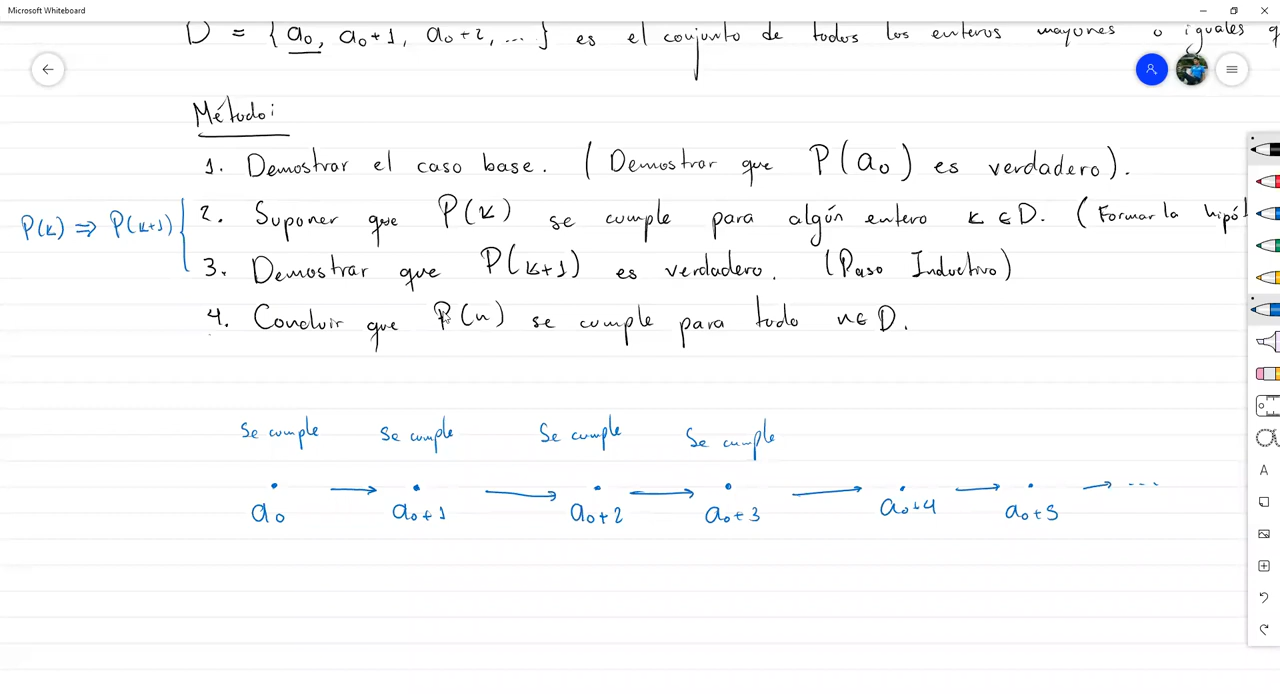 Microsoft Whiteboard
D = { a₀, a₀+1, a₀+2, ... } es el conjunto de todos los enteros mayores o iguales q
Método:
1. Demostrar el caso base. ( Demostrar que P(a₀) es verdadero ).
2. Suponer que P(k) se cumple para algún entero k ∈ D. ( Formar la hipó
P(k) ⇒ P(k+1)
3. Demostrar que P(k+1) es verdadero. (Paso Inductivo)
4. Concluir que P(n) se cumple para todo n ∈ D.
Se cumple Se cumple Se cumple Se cumple
a₀ → a₀+1 → a₀+2 → a₀+3 → a₀+4 → a₀+5 → ...
A